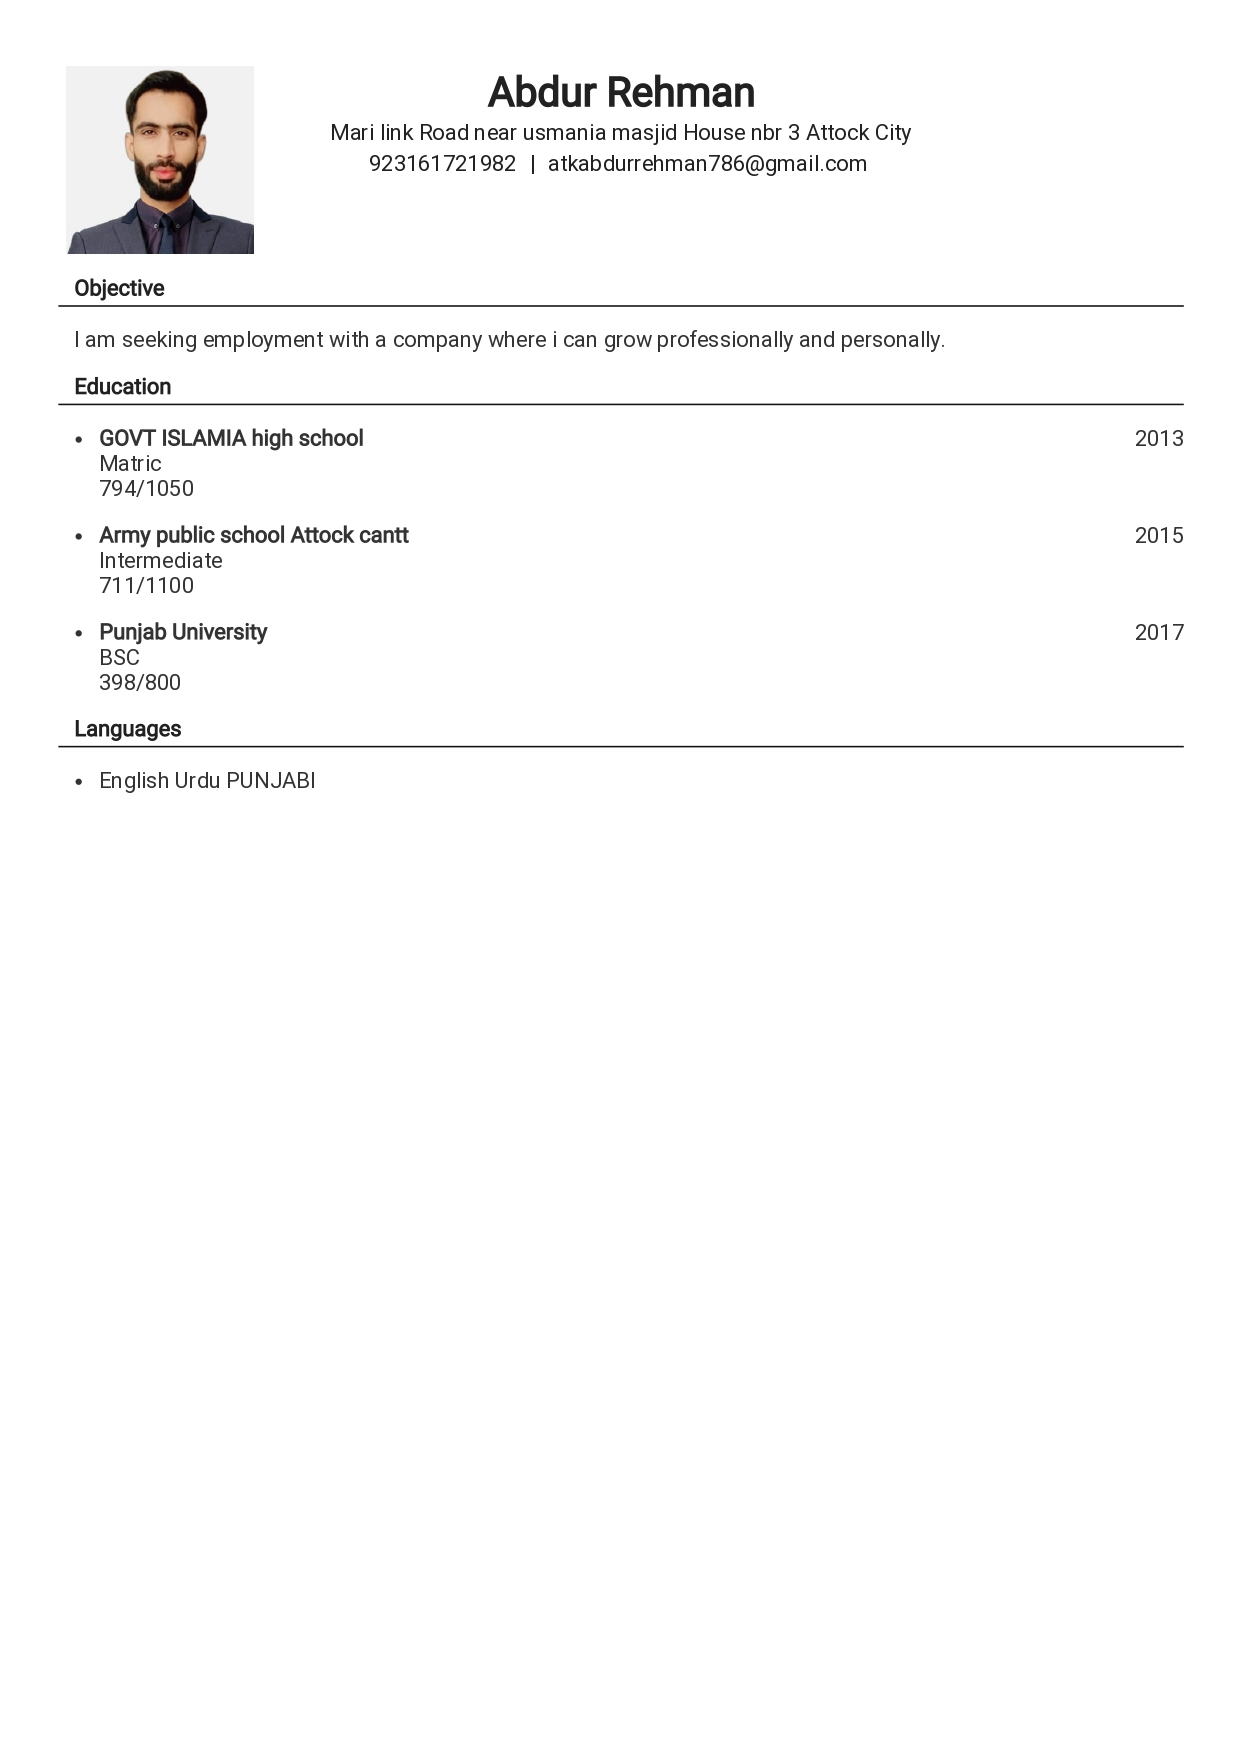 Abdur Rehman
Mari link Road near usmania masjid House nbr 3 Attock City
923161721982 | atkabdurrehman786@gmail.com
Objective
I am seeking employment with a company where i can grow professionally and personally.
Education
• GOVT ISLAMIA high school 2013
Matric
794/1050
• Army public school Attock cantt 2015
Intermediate
711/1100
• Punjab University 2017
BSC
398/800
Languages
• English Urdu PUNJABI